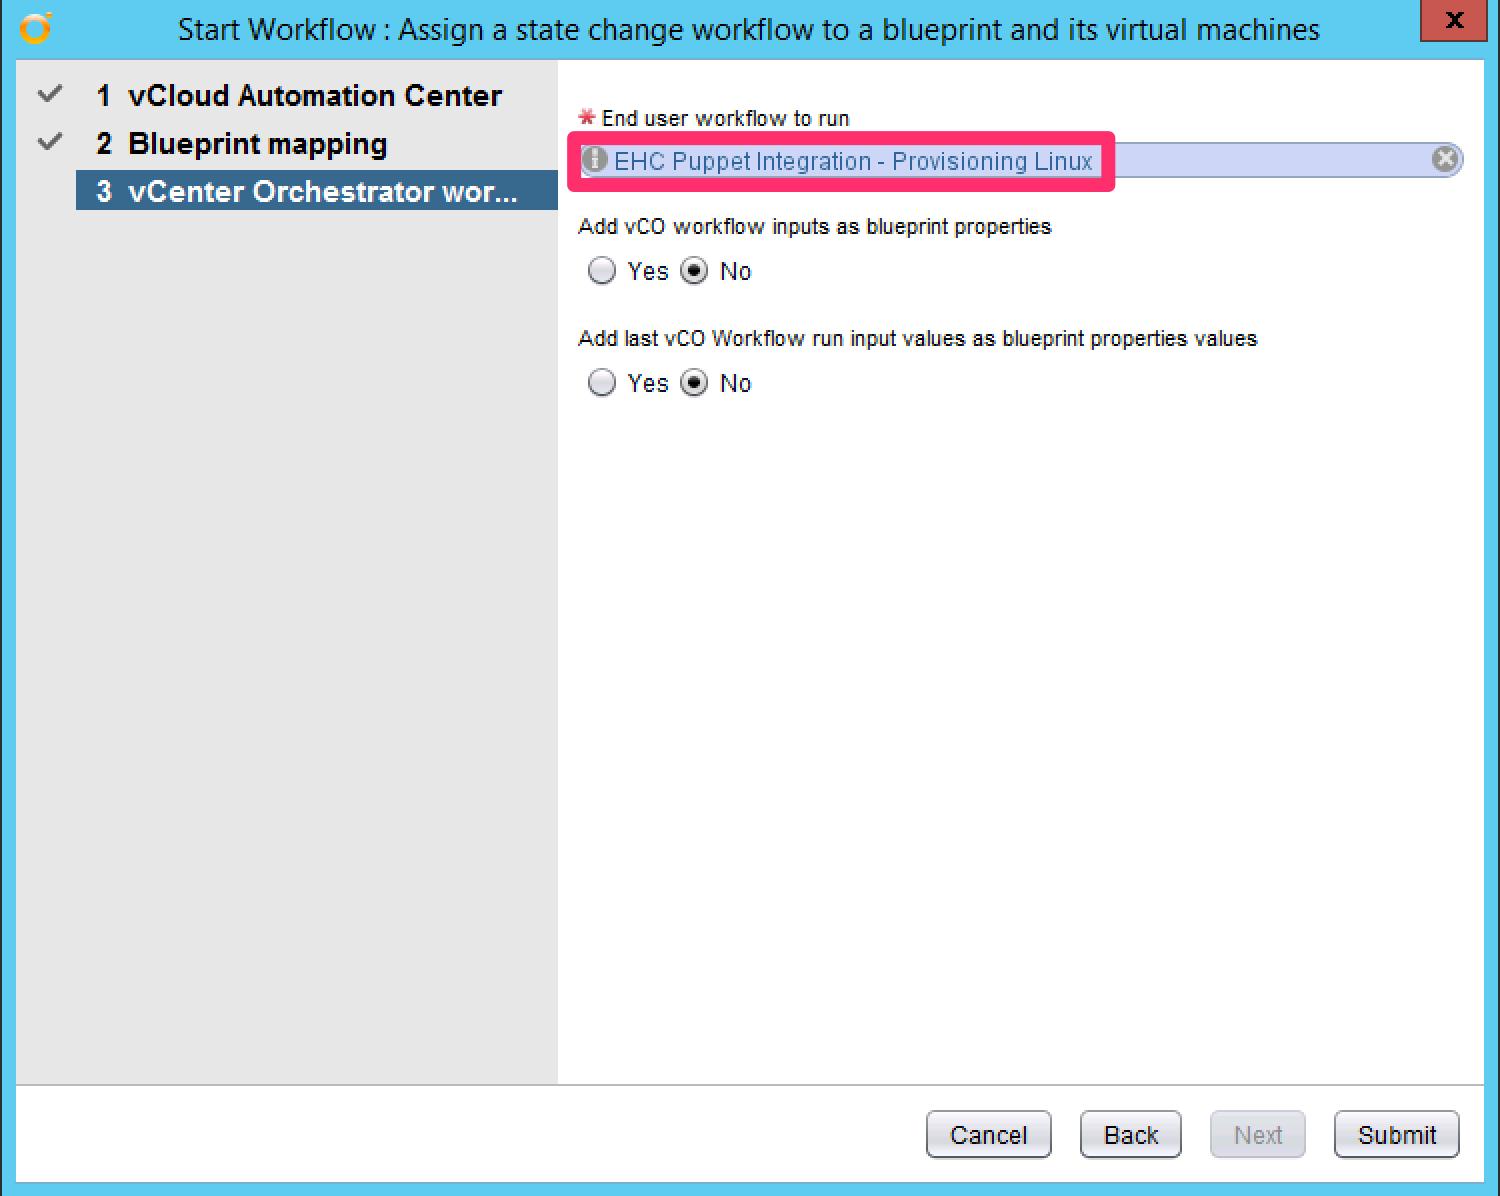 Start Workflow : Assign a state change workflow to a blueprint and its virtual machines
x
1 vCloud Automation Center
2 Blueprint mapping
3 vCenter Orchestrator wor...
* End user workflow to run
EHC Puppet Integration - Provisioning Linux
Add vCO workflow inputs as blueprint properties
Yes No
Add last vCO Workflow run input values as blueprint properties values
Yes No
Cancel Back Next Submit